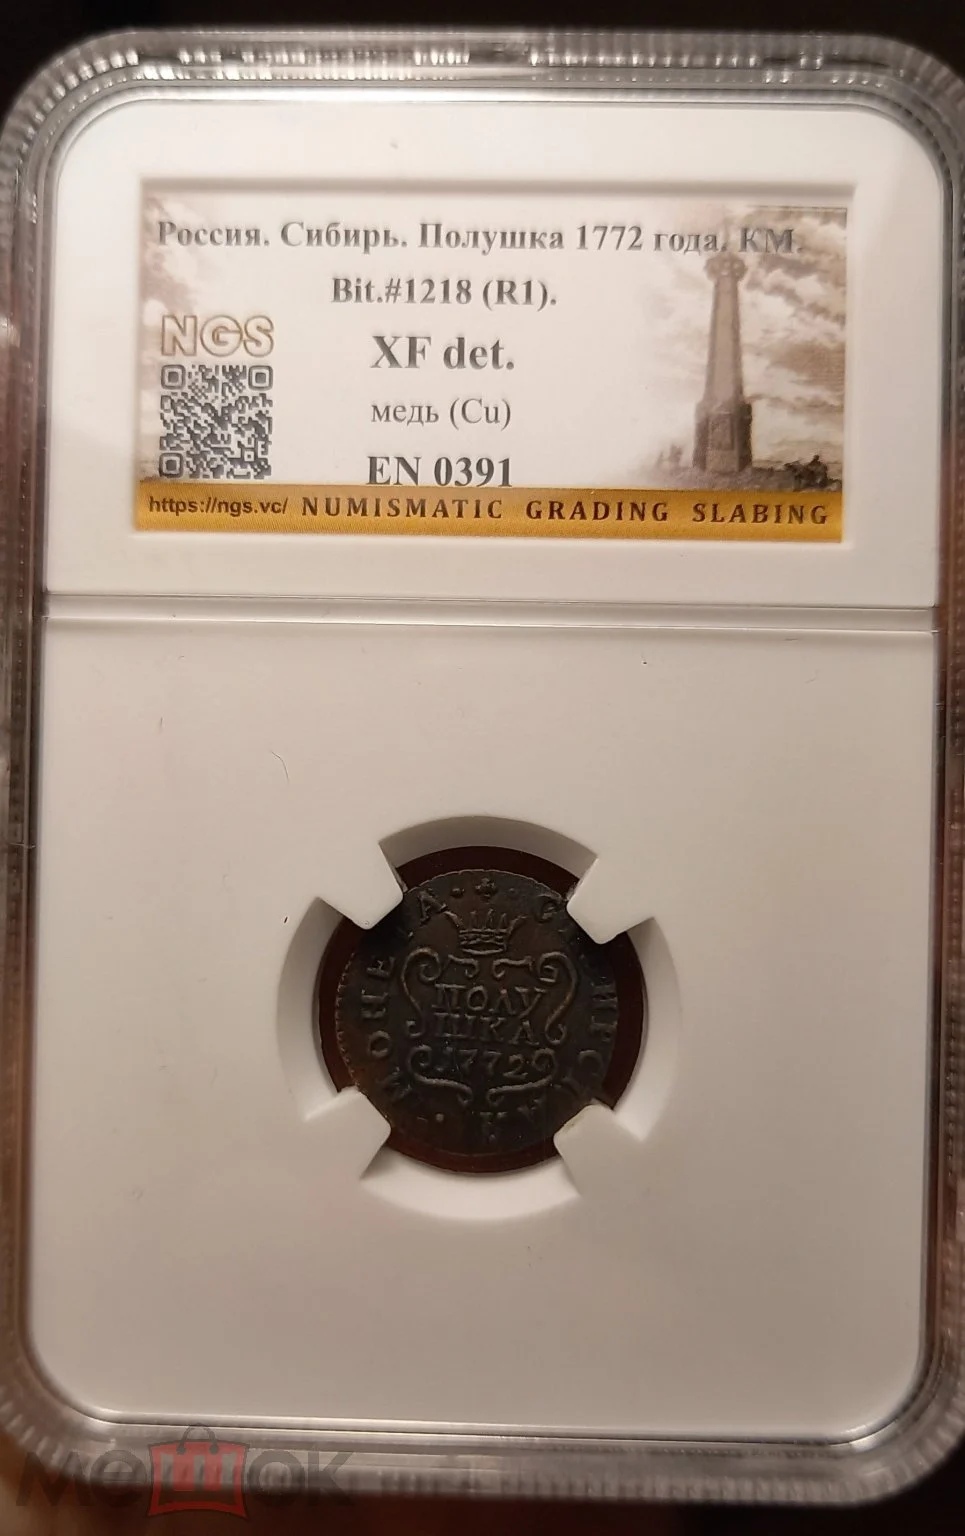 Россия. Сибирь. Полушка 1772 года. КМ.
Bit.#1218 (R1).
NGS
XF det.
медь (Cu)
EN 0391
https://ngs.vc/ NUMISMATIC GRADING SLABING
МОНЕТА
ПОЛУ
ШКА
1772
мешок